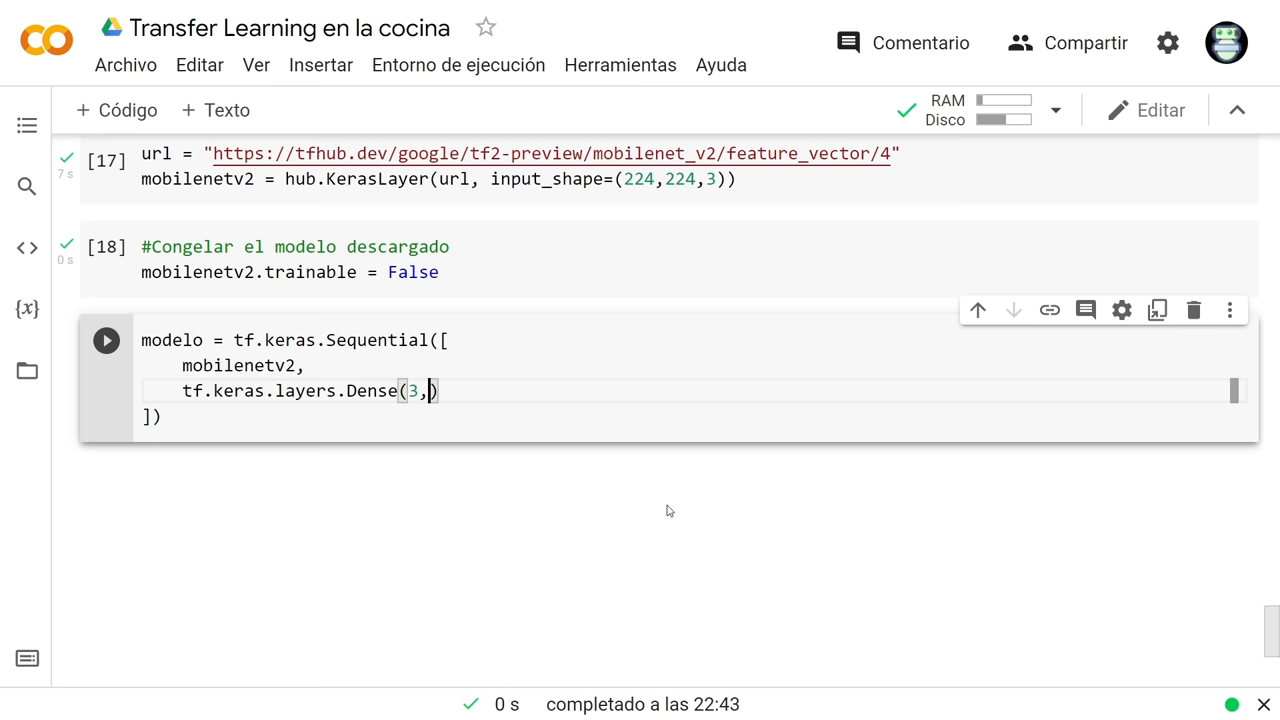 Transfer Learning en la cocina
Comentario
Compartir
Archivo Editar Ver Insertar Entorno de ejecución Herramientas Ayuda
+ Código + Texto
RAM
Disco
Editar
[17] url = "https://tfhub.dev/google/tf2-preview/mobilenet_v2/feature_vector/4"
7 s
mobilenetv2 = hub.KerasLayer(url, input_shape=(224,224,3))
[18] #Congelar el modelo descargado
0 s
mobilenetv2.trainable = False
modelo = tf.keras.Sequential([
mobilenetv2,
tf.keras.layers.Dense(3,)
])
{x}
0 s completado a las 22:43